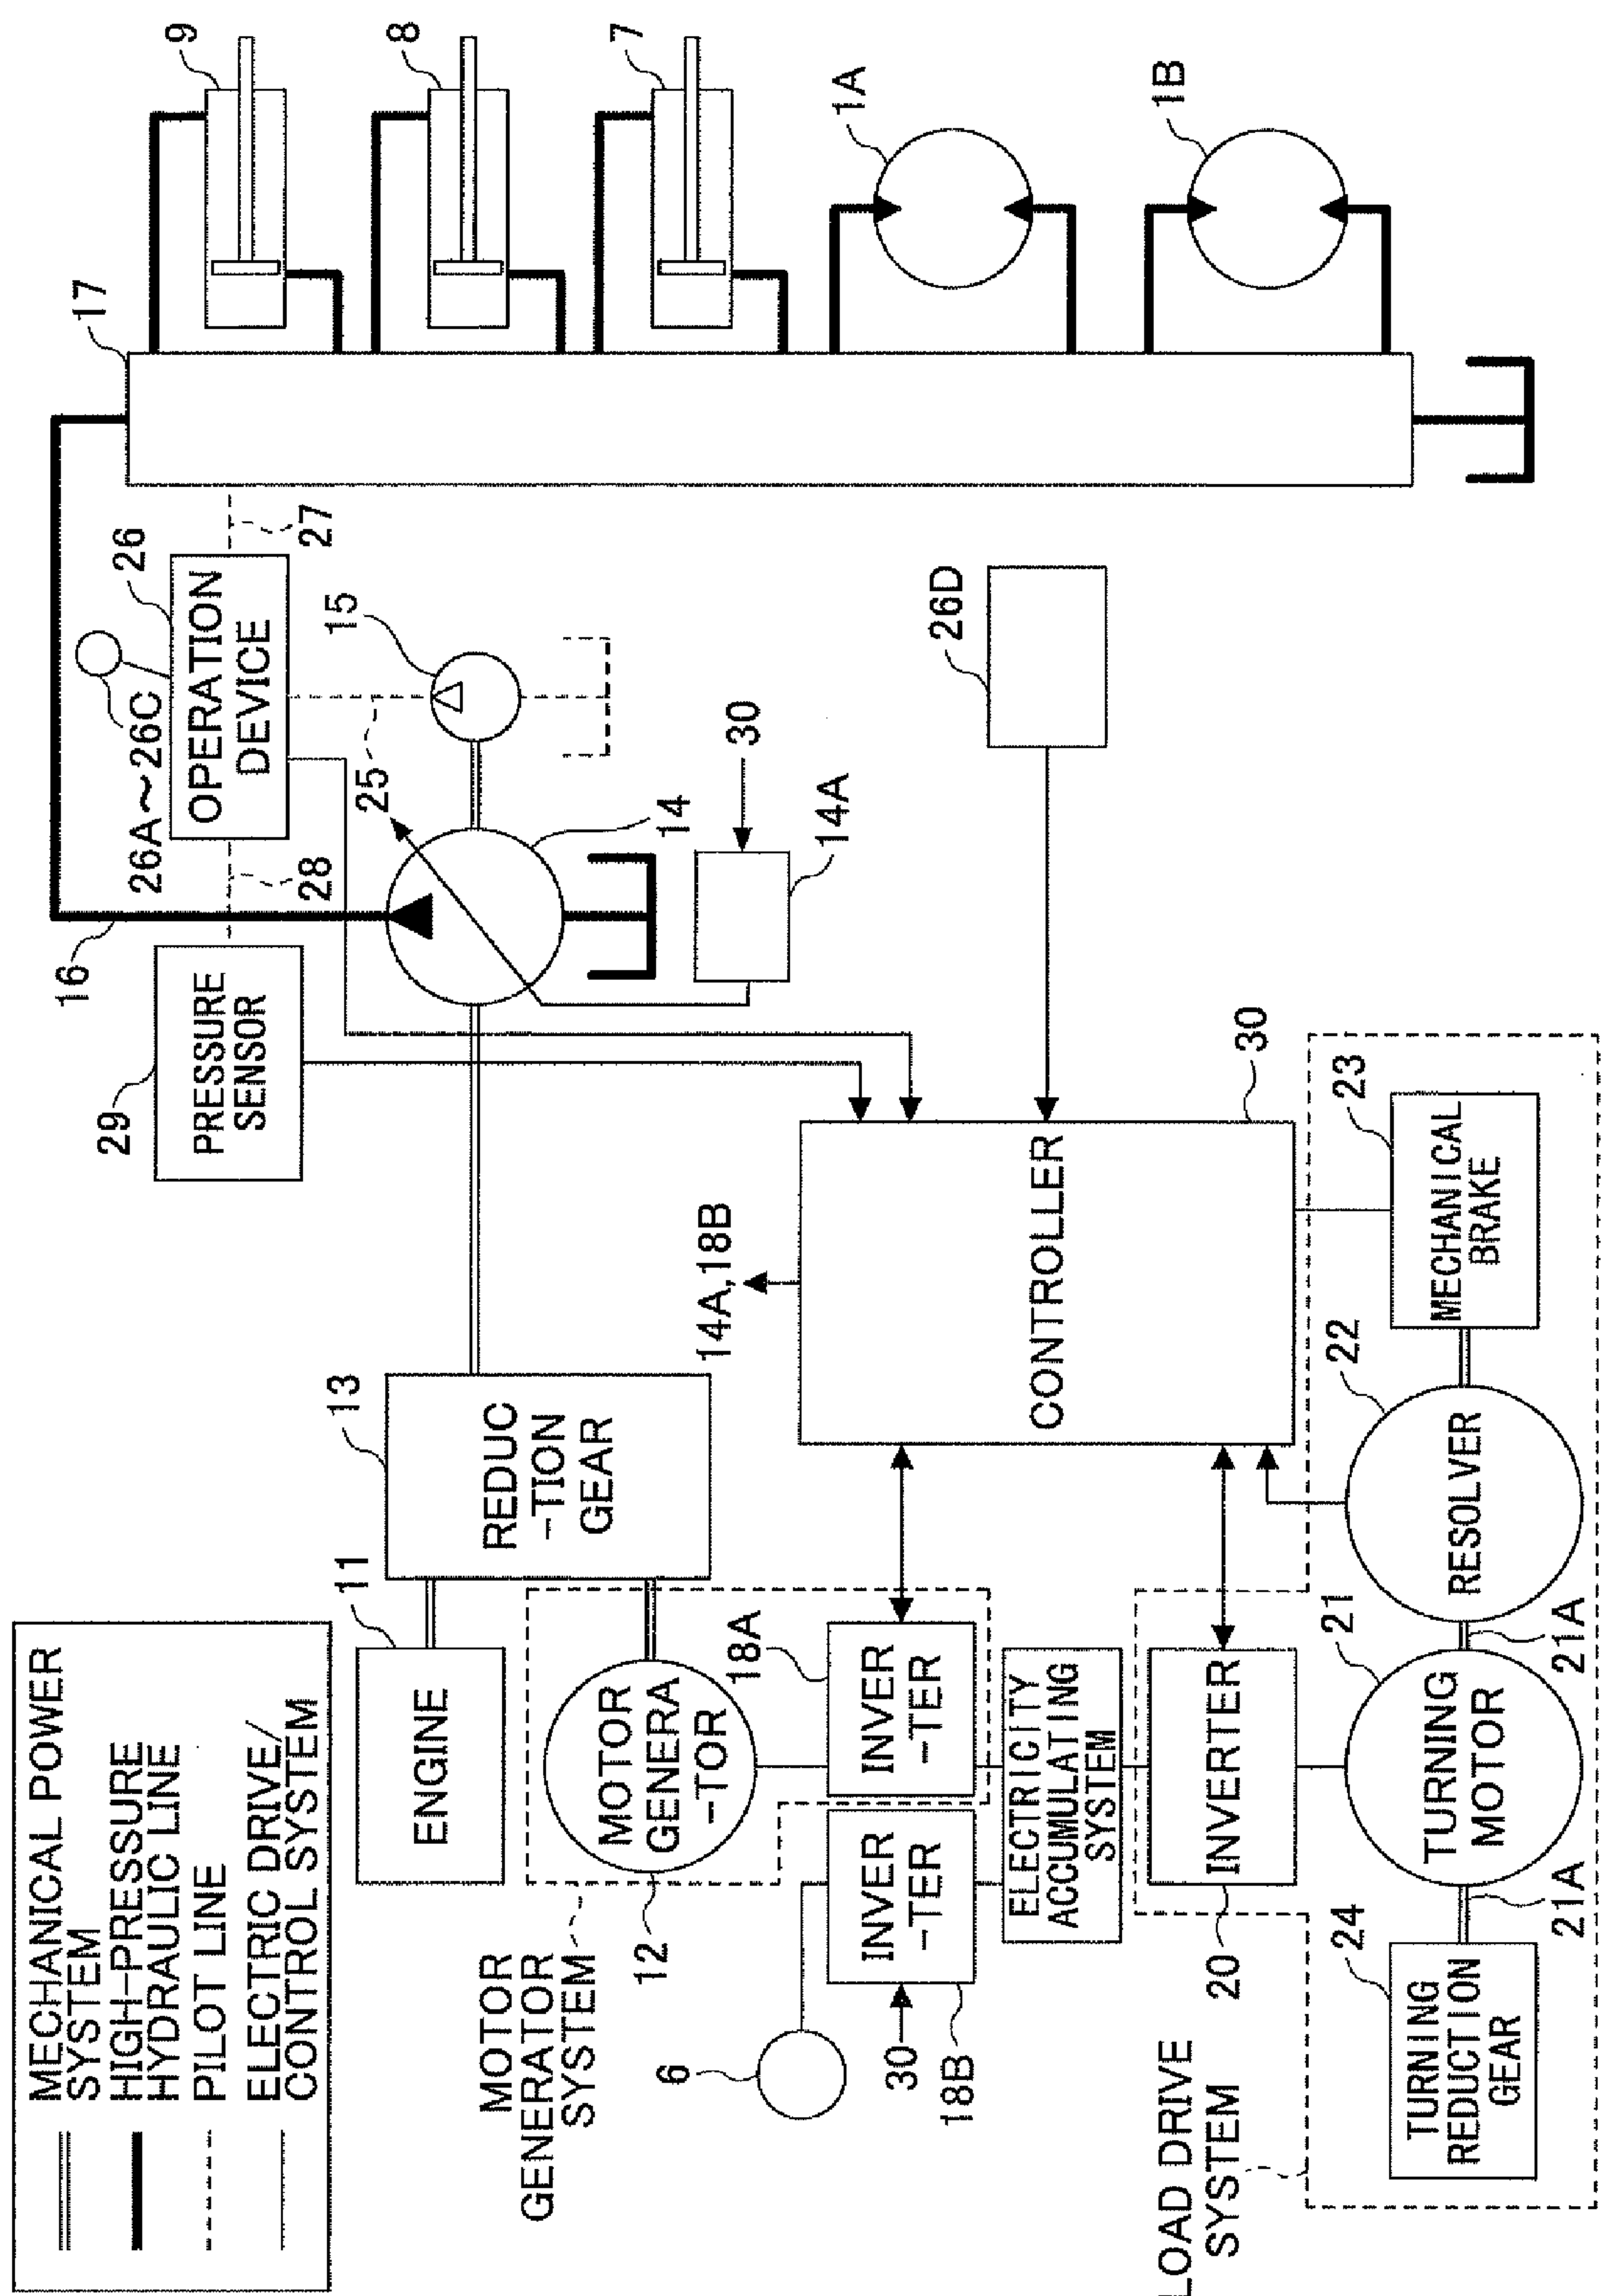 MECHANICAL POWER
SYSTEM
HIGH-PRESSURE
HYDRAULIC LINE
PILOT LINE
ELECTRIC DRIVE/
CONTROL SYSTEM
11
ENGINE
13
REDUC
-TION
GEAR
MOTOR
GENERATOR
SYSTEM
12
MOTOR
GENERA
-TOR
6
30
18B
INVER
-TER
18A
INVER
-TER
ELECTRICITY
ACCUMULATING
SYSTEM
LOAD DRIVE
SYSTEM
20
INVERTER
24
TURNING
REDUCTION
GEAR
21A
21
TURNING
MOTOR
21A
22
RESOLVER
23
MECHANICAL
BRAKE
30
CONTROLLER
14A,18B
29
PRESSURE
SENSOR
16
28
26A~26C
26
OPERATION
DEVICE
27
25
15
14
30
14A
26D
17
9
8
7
1A
1B